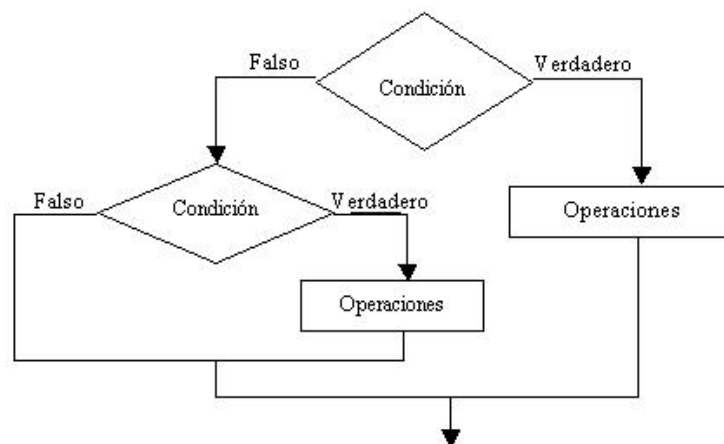 Falso
Verdadero
Condición
Falso
Condición
Verdadero
Operaciones
Operaciones